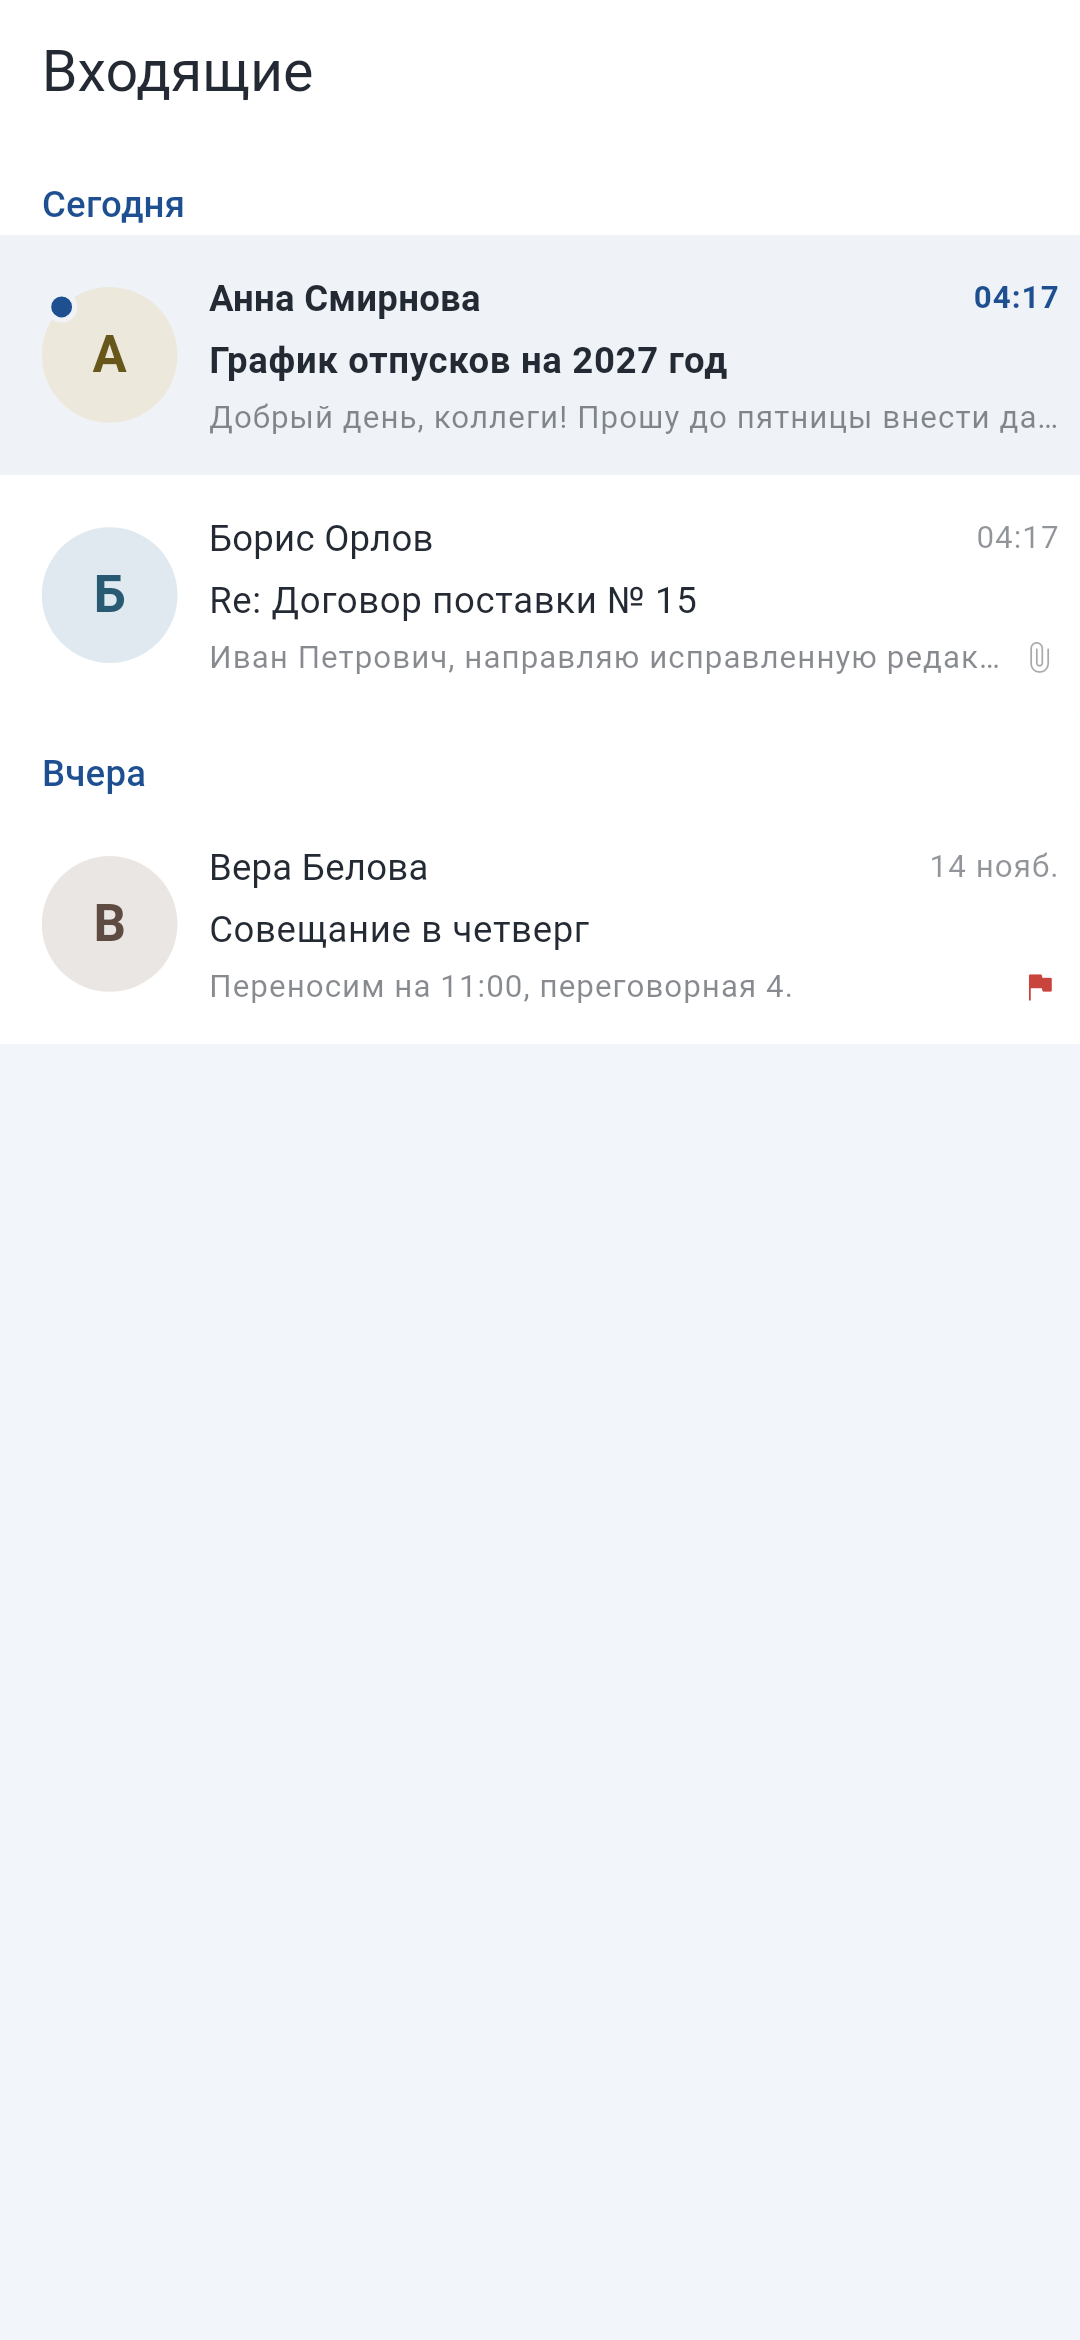 Входящие
Сегодня
А
Анна Смирнова 04:17
График отпусков на 2027 год
Добрый день, коллеги! Прошу до пятницы внести да…
Б
Борис Орлов 04:17
Re: Договор поставки № 15
Иван Петрович, направляю исправленную редак…
Вчера
В
Вера Белова 14 нояб.
Совещание в четверг
Переносим на 11:00, переговорная 4.